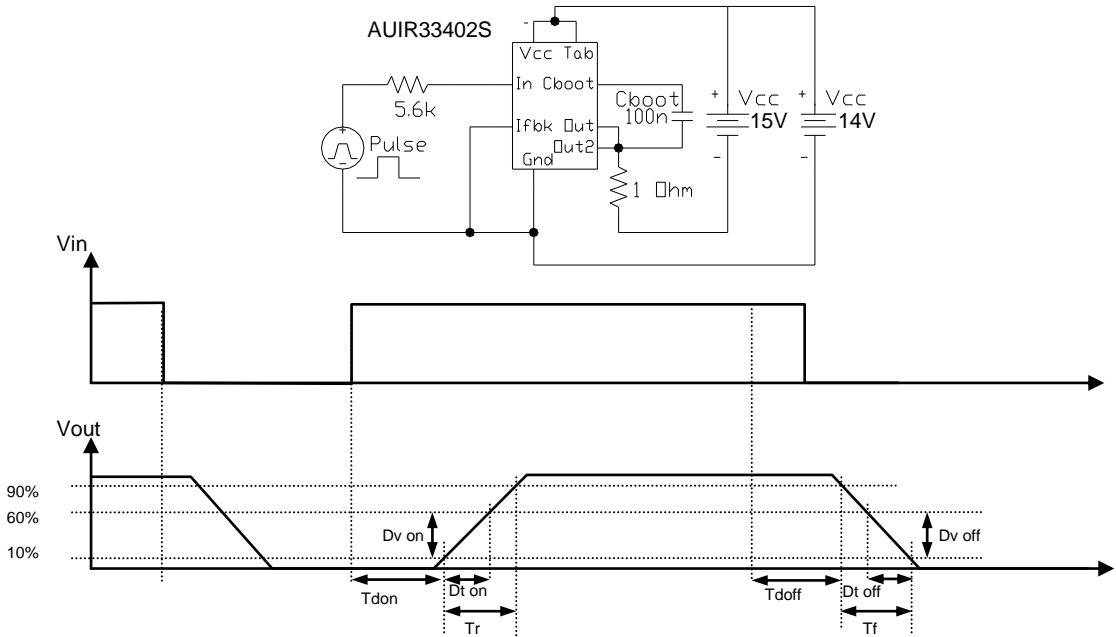 AUIR33402S
-
Vcc Tab
In Cboot
5.6k
Cboot
100n
+ Vcc
15V
-
+ Vcc
14V
-
Ifbk Out
Out2
Gnd
+
Pulse
-
1 Ohm
Vin
Vout
90%
60%
10%
Dv on
Dv off
Tdon
Dt on
Tr
Tdoff
Dt off
Tf